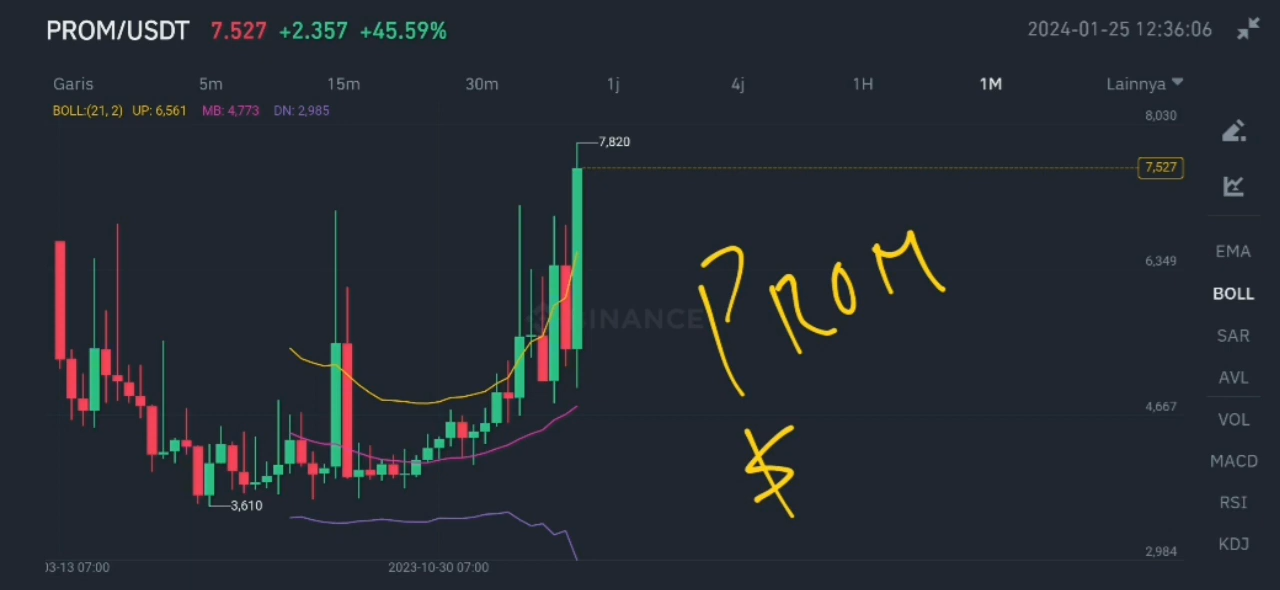 PROM/USDT 7.527 +2.357 +45.59% 2024-01-25 12:36:06
Garis 5m 15m 30m 1j 4j 1H 1M Lainnya
BOLL:(21, 2) UP: 6,561 MB: 4,773 DN: 2,985
8,030
7,820
7,527
6,349
4,667
3,610
2,984
03-13 07:00 2023-10-30 07:00
BINANCE
PROM
$
EMA
BOLL
SAR
AVL
VOL
MACD
RSI
KDJ